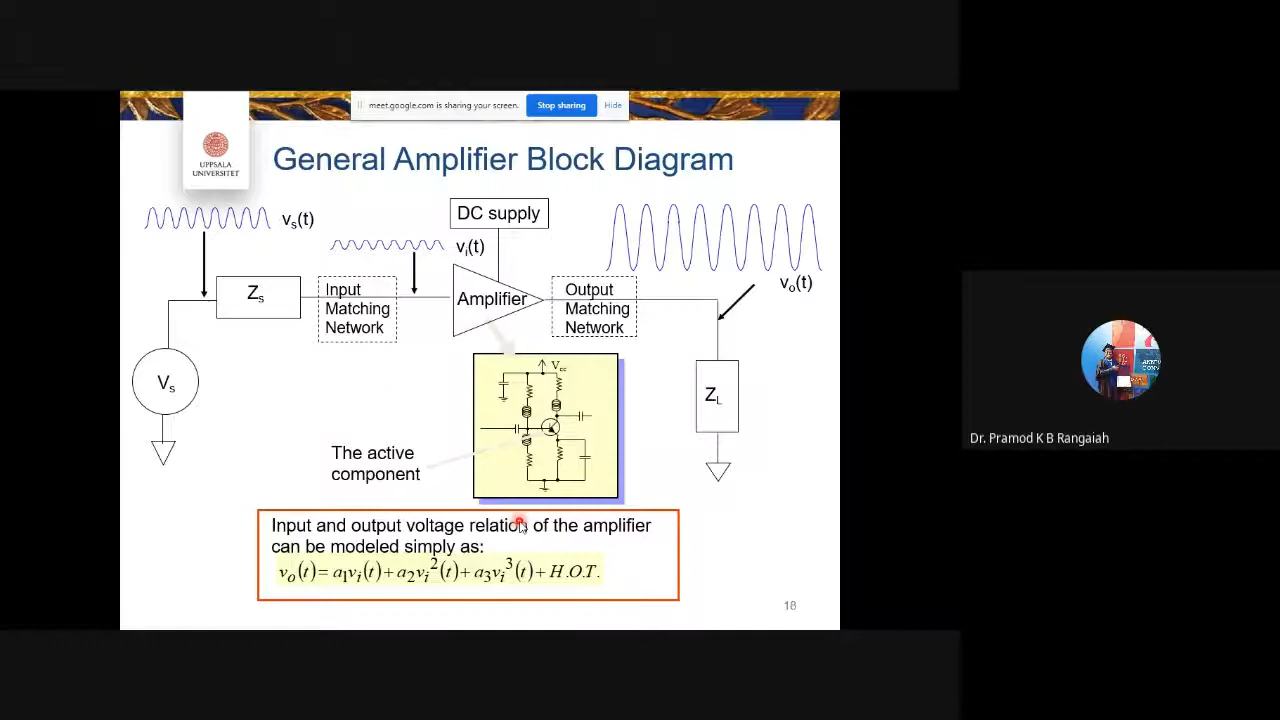 meet.google.com is sharing your screen.
Stop sharing
Hide
UPPSALA
UNIVERSITET
General Amplifier Block Diagram
vs(t)
DC supply
vi(t)
vo(t)
Zs
Input
Matching
Network
Amplifier
Output
Matching
Network
Vcc
Vs
ZL
The active
component
Dr. Pramod K B Rangaiah
Input and output voltage relation of the amplifier
can be modeled simply as:
vo(t)= a1vi(t)+ a2vi²(t)+ a3vi³(t)+ H.O.T.
18